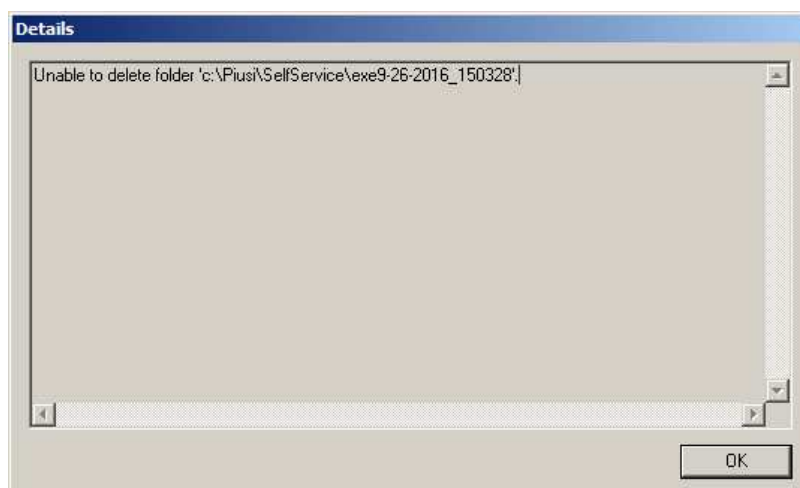 Details
Unable to delete folder 'c:\Piusi\SelfService\exe9-26-2016_150328'.
OK